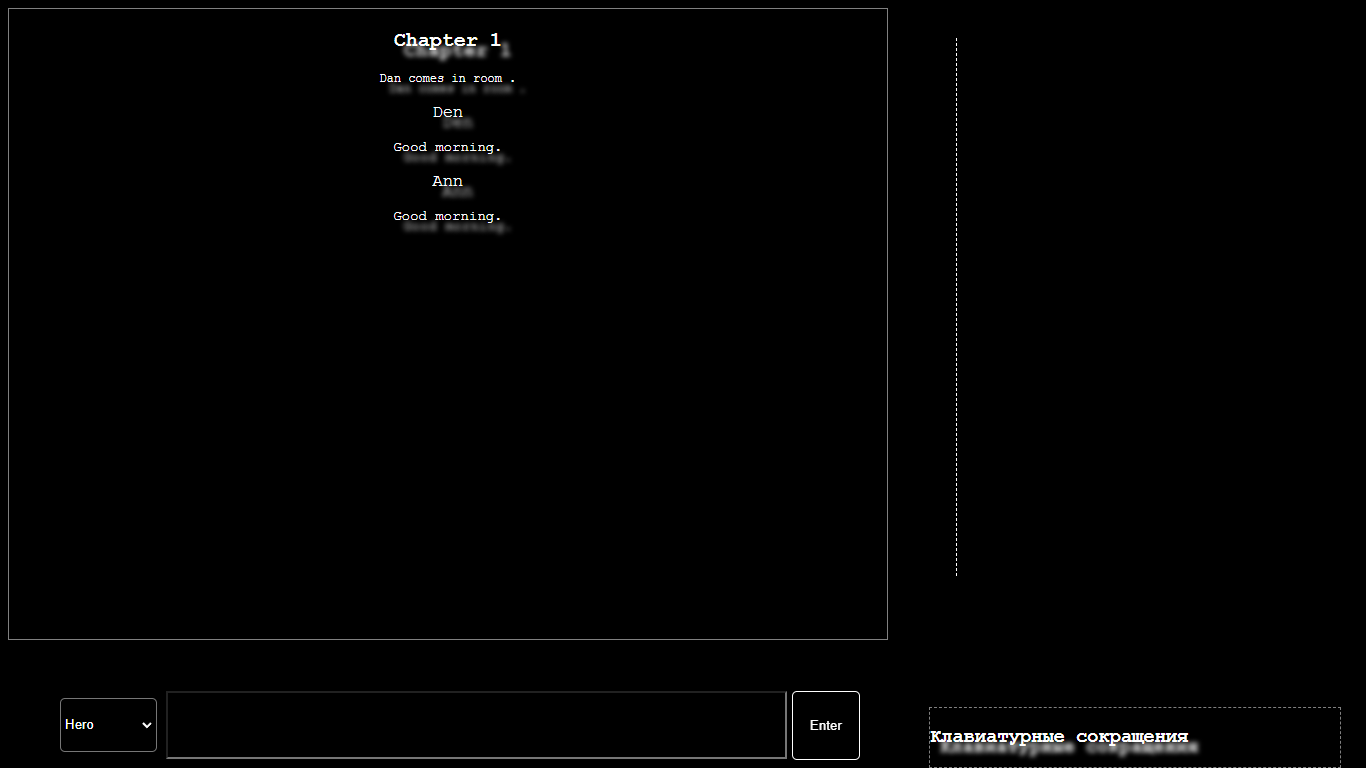 Chapter 1
Dan comes in room .
Den
Good morning.
Ann
Good morning.
Hero
Enter
Клавиатурные сокращения